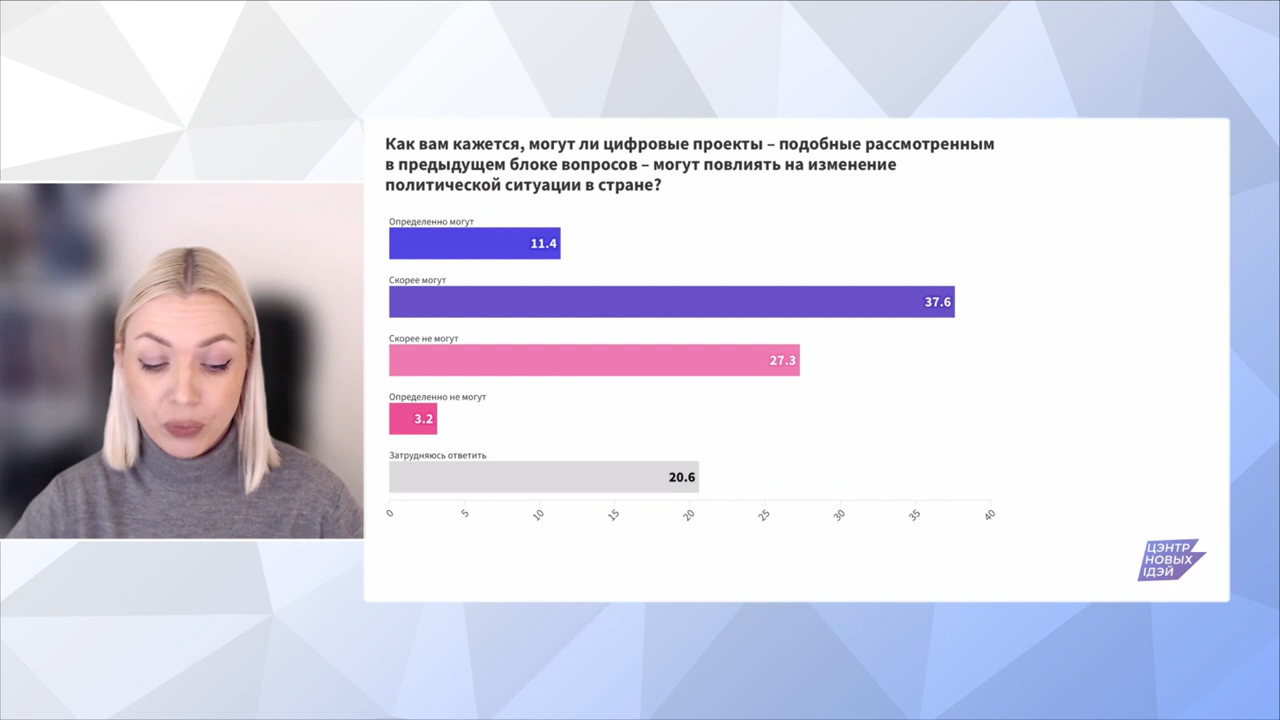 Как вам кажется, могут ли цифровые проекты – подобные рассмотренным
в предыдущем блоке вопросов – могут повлиять на изменение
политической ситуации в стране?
Определенно могут
11.4
Скорее могут
37.6
Скорее не могут
27.3
Определенно не могут
3.2
Затрудняюсь ответить
20.6
0 5 10 15 20 25 30 35 40
ЦЭНТР
НОВЫХ
ІДЭЙ